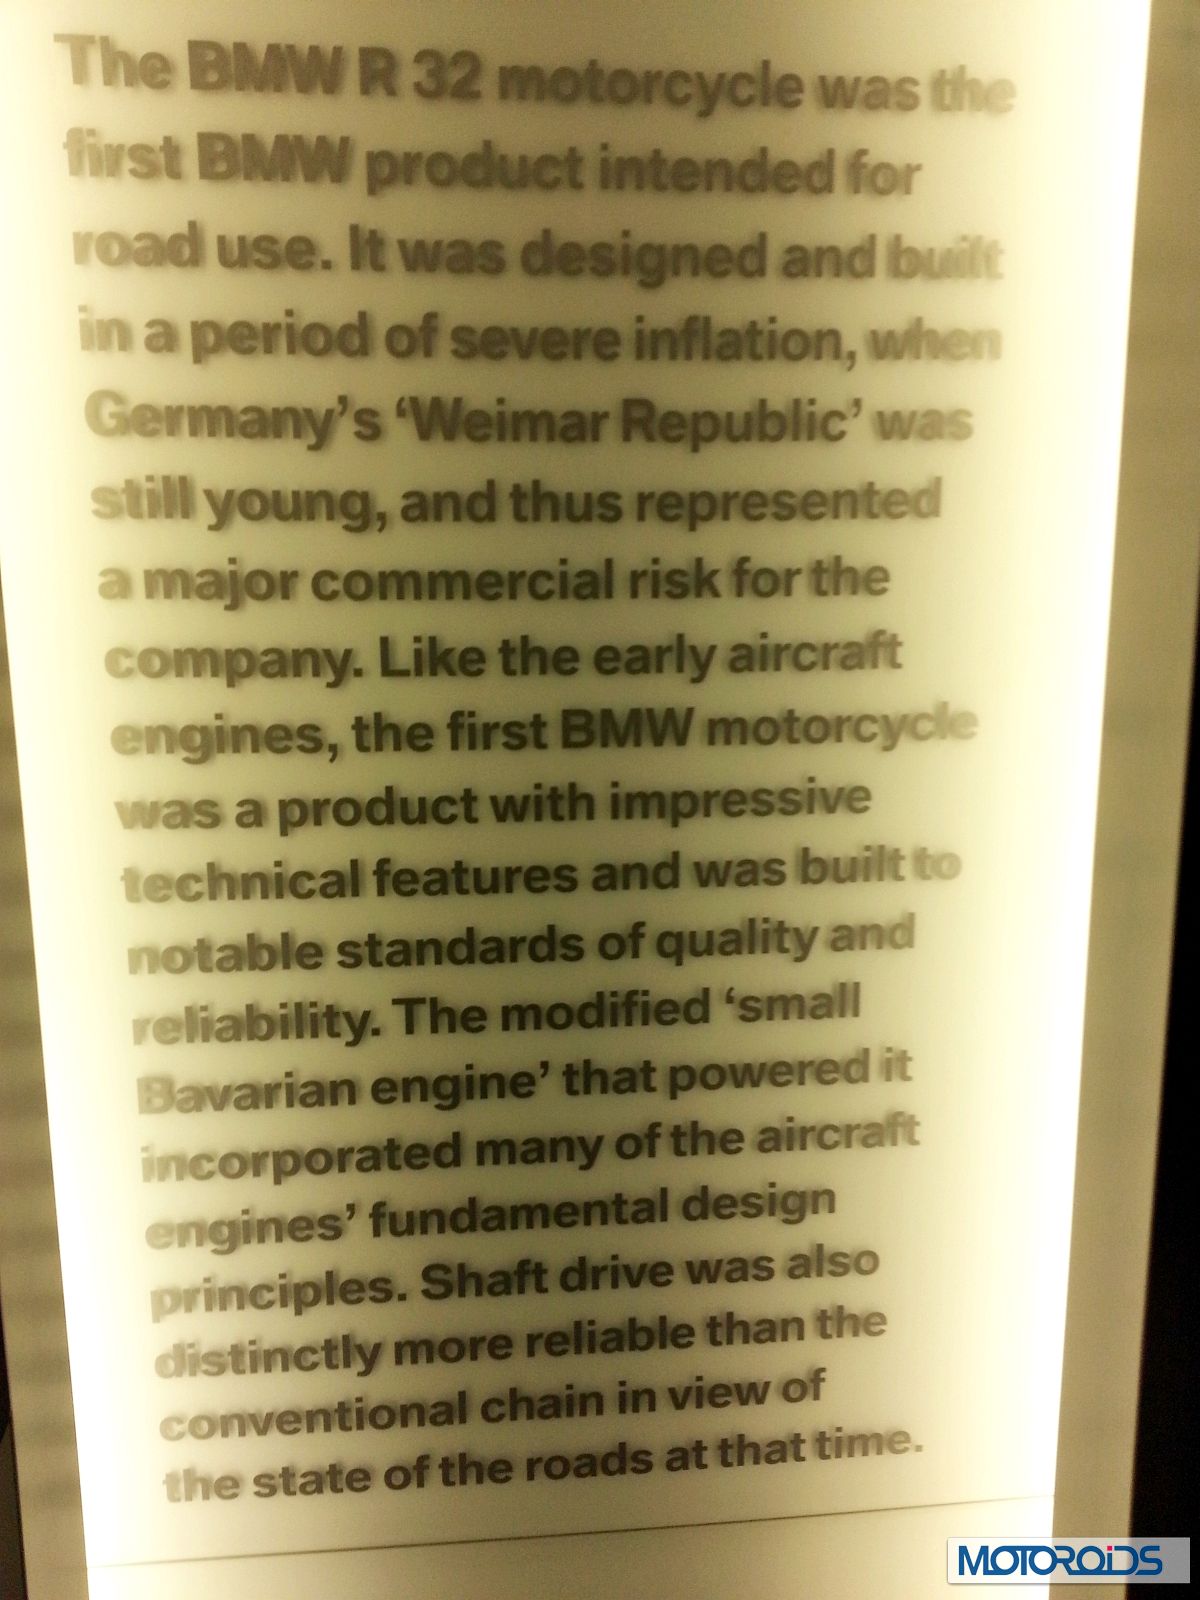 The BMW R 32 motorcycle was the
first BMW product intended for
road use. It was designed and built
in a period of severe inflation, when
Germany's ‘Weimar Republic’ was
still young, and thus represented
a major commercial risk for the
company. Like the early aircraft
engines, the first BMW motorcycle
was a product with impressive
technical features and was built to
notable standards of quality and
reliability. The modified ‘small
Bavarian engine’ that powered it
incorporated many of the aircraft
engines’ fundamental design
principles. Shaft drive was also
distinctly more reliable than the
conventional chain in view of
the state of the roads at that time.
MOTOROiDS